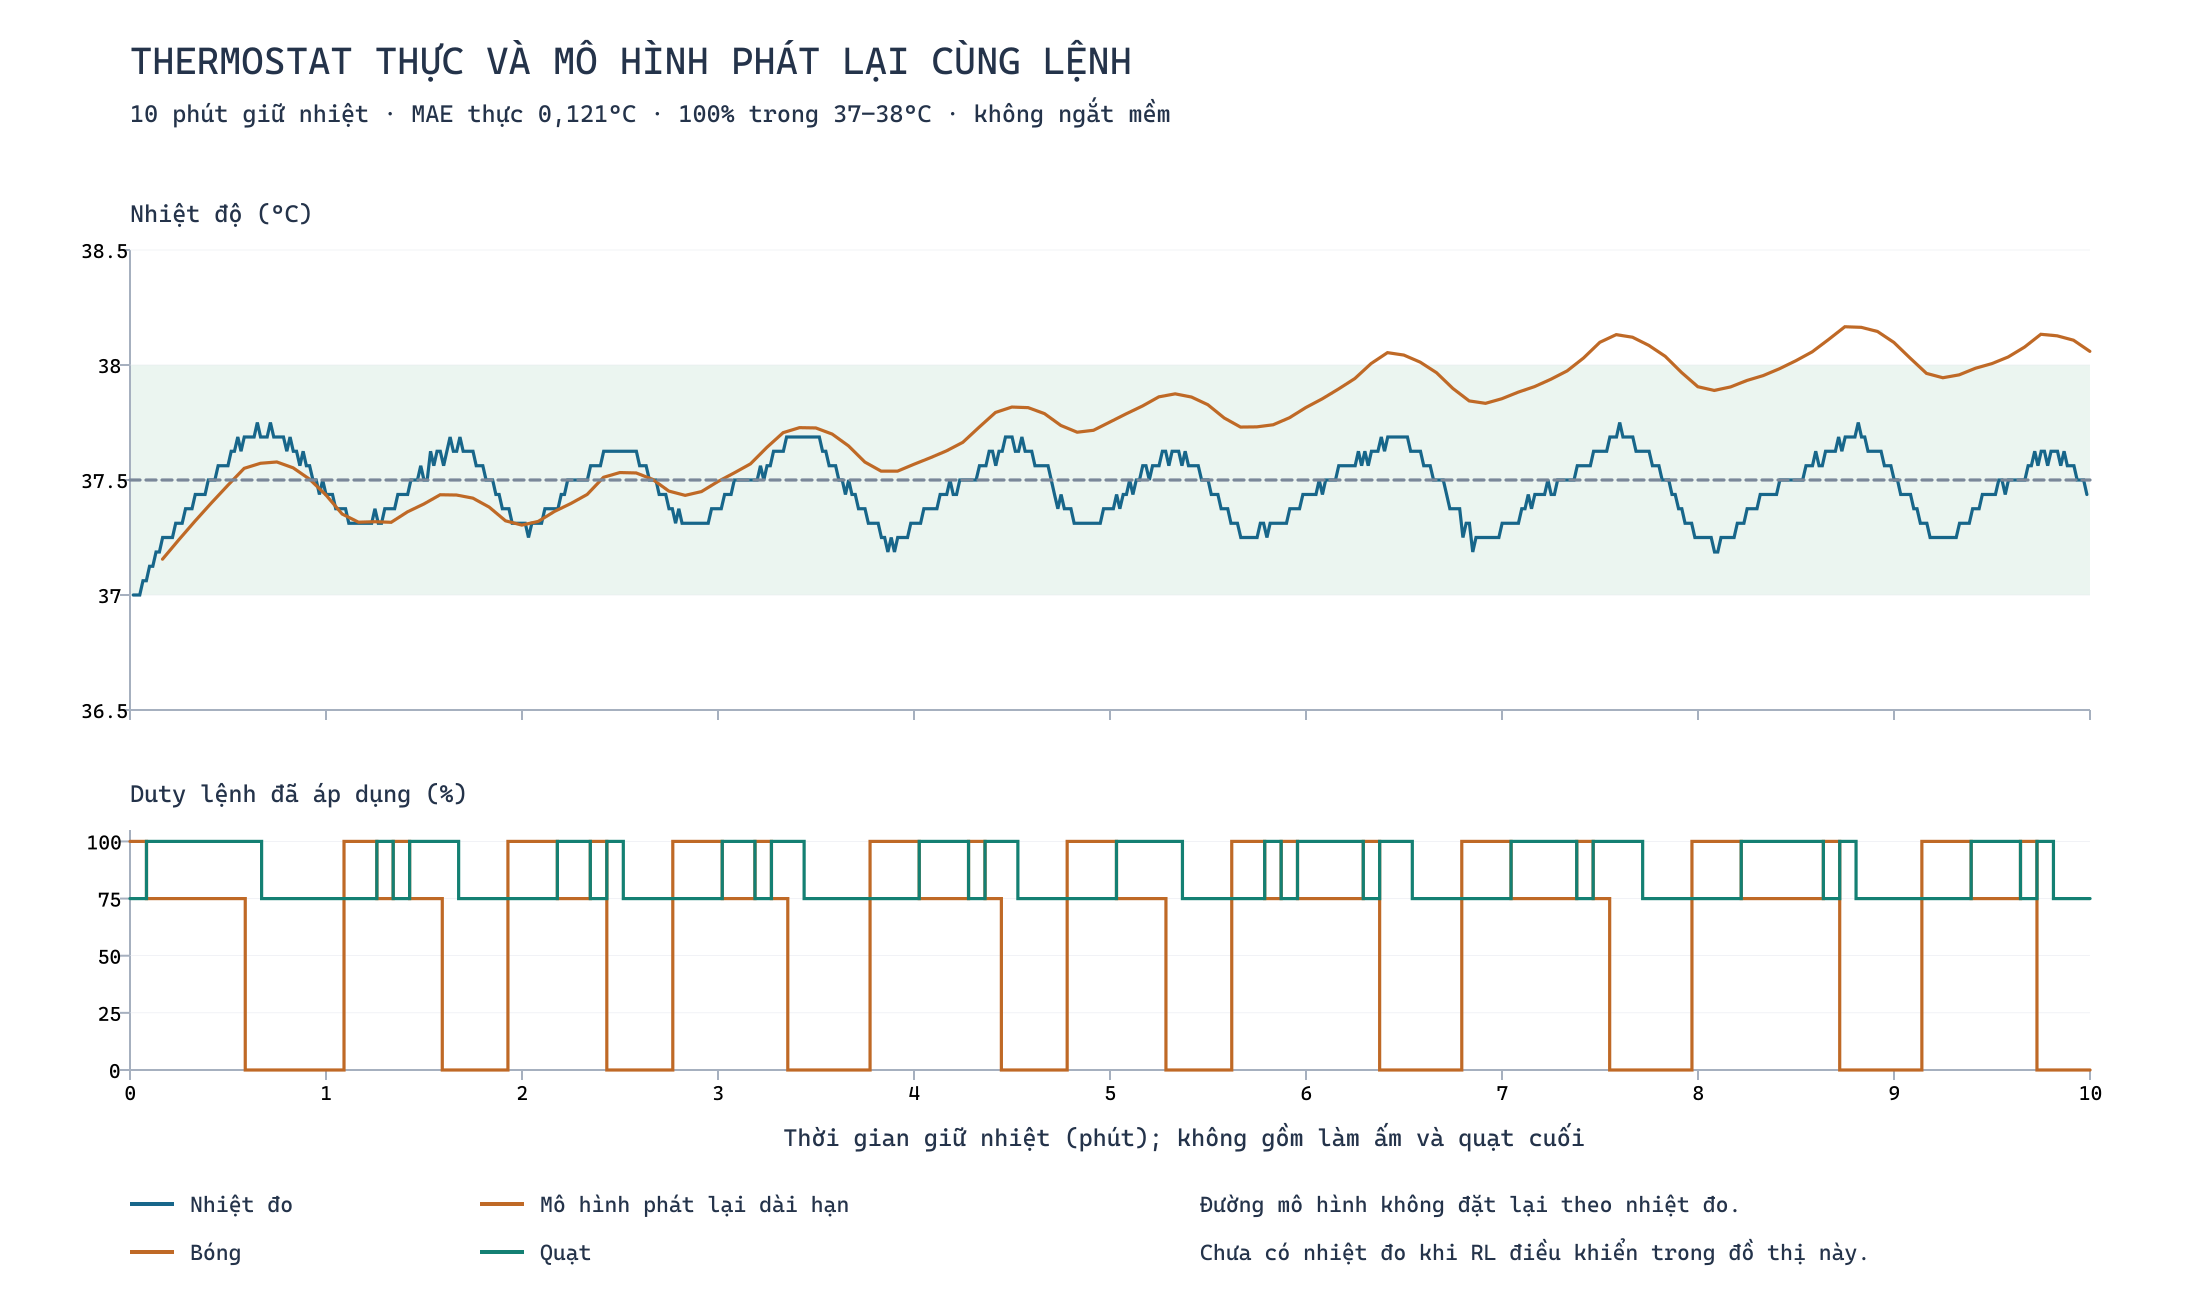 THERMOSTAT THỰC VÀ MÔ HÌNH PHÁT LẠI CÙNG LỆNH
10 phút giữ nhiệt · MAE thực 0,121°C · 100% trong 37–38°C · không ngắt mềm
Nhiệt độ (°C)
38.5
38
37.5
37
36.5
Duty lệnh đã áp dụng (%)
100
75
50
25
0
0 1 2 3 4 5 6 7 8 9 10
Thời gian giữ nhiệt (phút); không gồm làm ấm và quạt cuối
Nhiệt đo Mô hình phát lại dài hạn Đường mô hình không đặt lại theo nhiệt đo.
Bóng Quạt Chưa có nhiệt đo khi RL điều khiển trong đồ thị này.